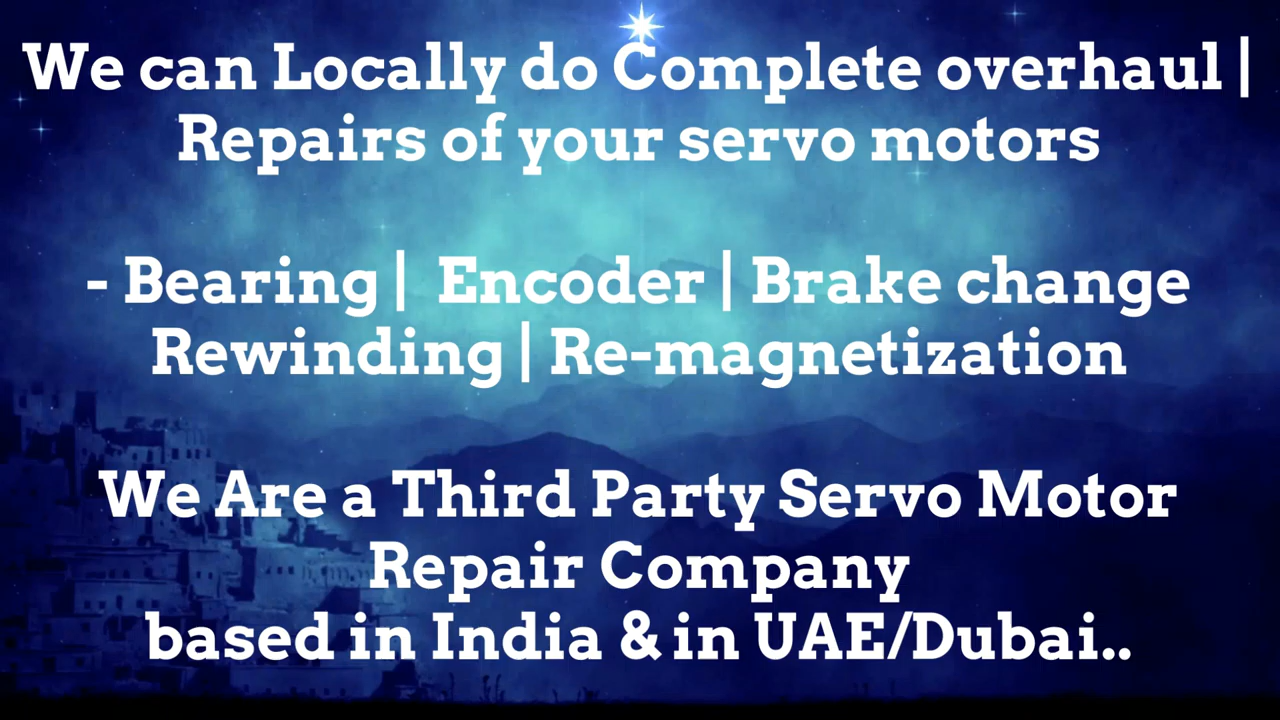 We can Locally do Complete overhaul |
Repairs of your servo motors
- Bearing | Encoder | Brake change
Rewinding | Re-magnetization
We Are a Third Party Servo Motor
Repair Company
based in India & in UAE/Dubai..